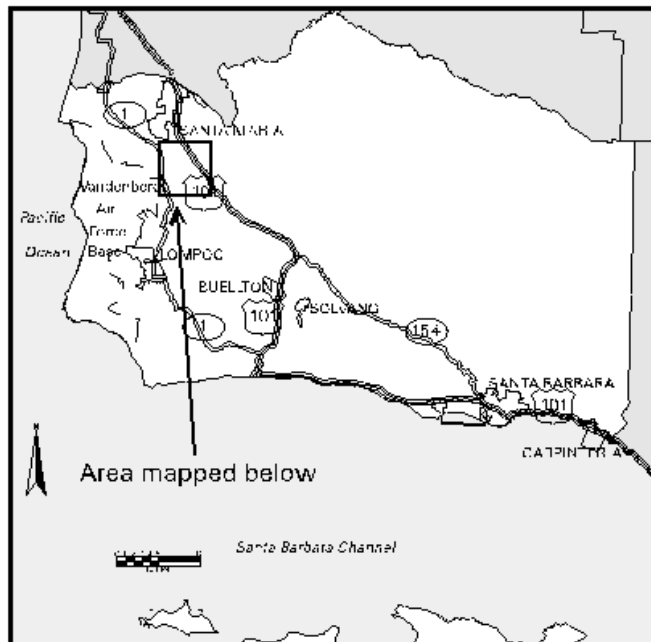 1
SANTA MARIA
Vandenberg
101
Air
Force
Base
Pacific
Ocean
LOMPOC
BUELLTON
101
SOLVANG
1
154
SANTA BARBARA
101
CARPINTERIA
Area mapped below
Santa Barbara Channel